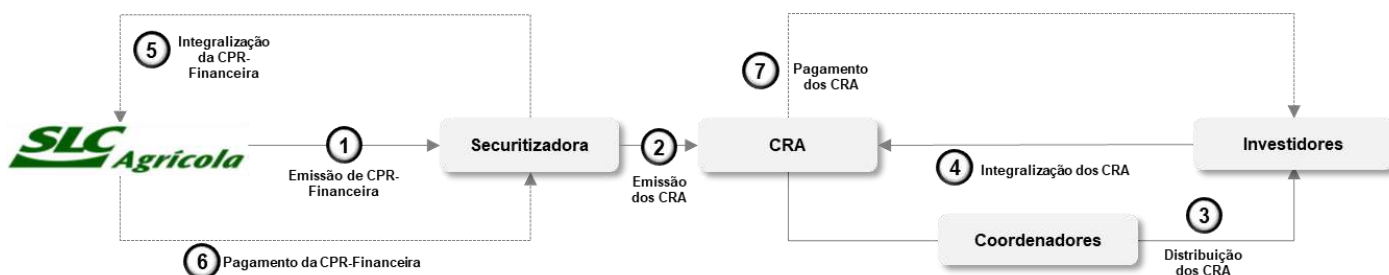 5
Integralização
da CPR-
Financeira
7
Pagamento
dos CRA
SLC Agrícola
1
Emissão de CPR-
Financeira
Securitizadora
2
Emissão
dos CRA
CRA
4
Integralização dos CRA
Investidores
Coordenadores
3
Distribuição
dos CRA
6
Pagamento da CPR-Financeira